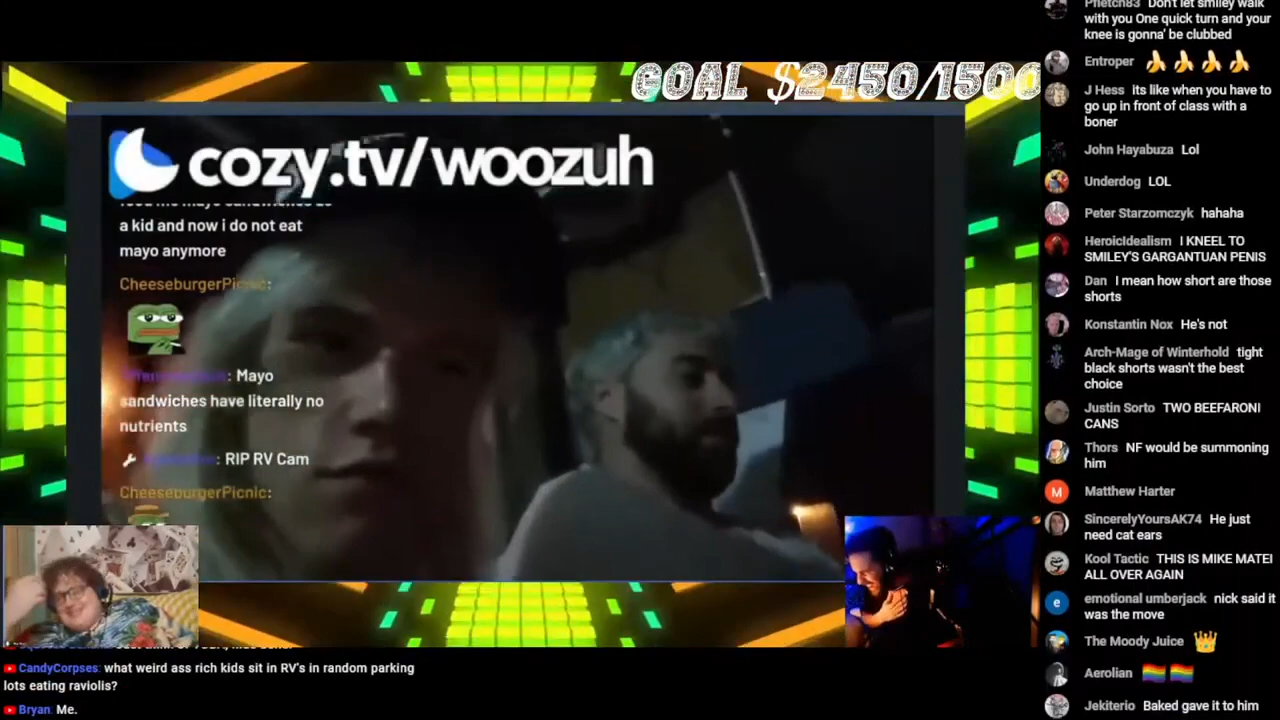 GOAL $2450/1500
cozy.tv/woozuh
a kid and now i do not eat
mayo anymore
CheeseburgerPicnic:
: Mayo
sandwiches have literally no
nutrients
: RIP RV Cam
CheeseburgerPicnic:
CandyCorpses: what weird ass rich kids sit in RV's in random parking
lots eating raviolis?
Bryan: Me.
Pfletch83 Don't let smiley walk
with you One quick turn and your
knee is gonna' be clubbed
Entroper
J Hess its like when you have to
go up in front of class with a
boner
John Hayabuza Lol
Underdog LOL
Peter Starzomczyk hahaha
HeroicIdealism I KNEEL TO
SMILEY'S GARGANTUAN PENIS
Dan I mean how short are those
shorts
Konstantin Nox He's not
Arch-Mage of Winterhold tight
black shorts wasn't the best
choice
Justin Sorto TWO BEEFARONI
CANS
Thors NF would be summoning
him
M Matthew Harter
SincerelyYoursAK74 He just
need cat ears
Kool Tactic THIS IS MIKE MATEI
ALL OVER AGAIN
e emotional umberjack nick said it
was the move
The Moody Juice
Aerolian
Jekiterio Baked gave it to him